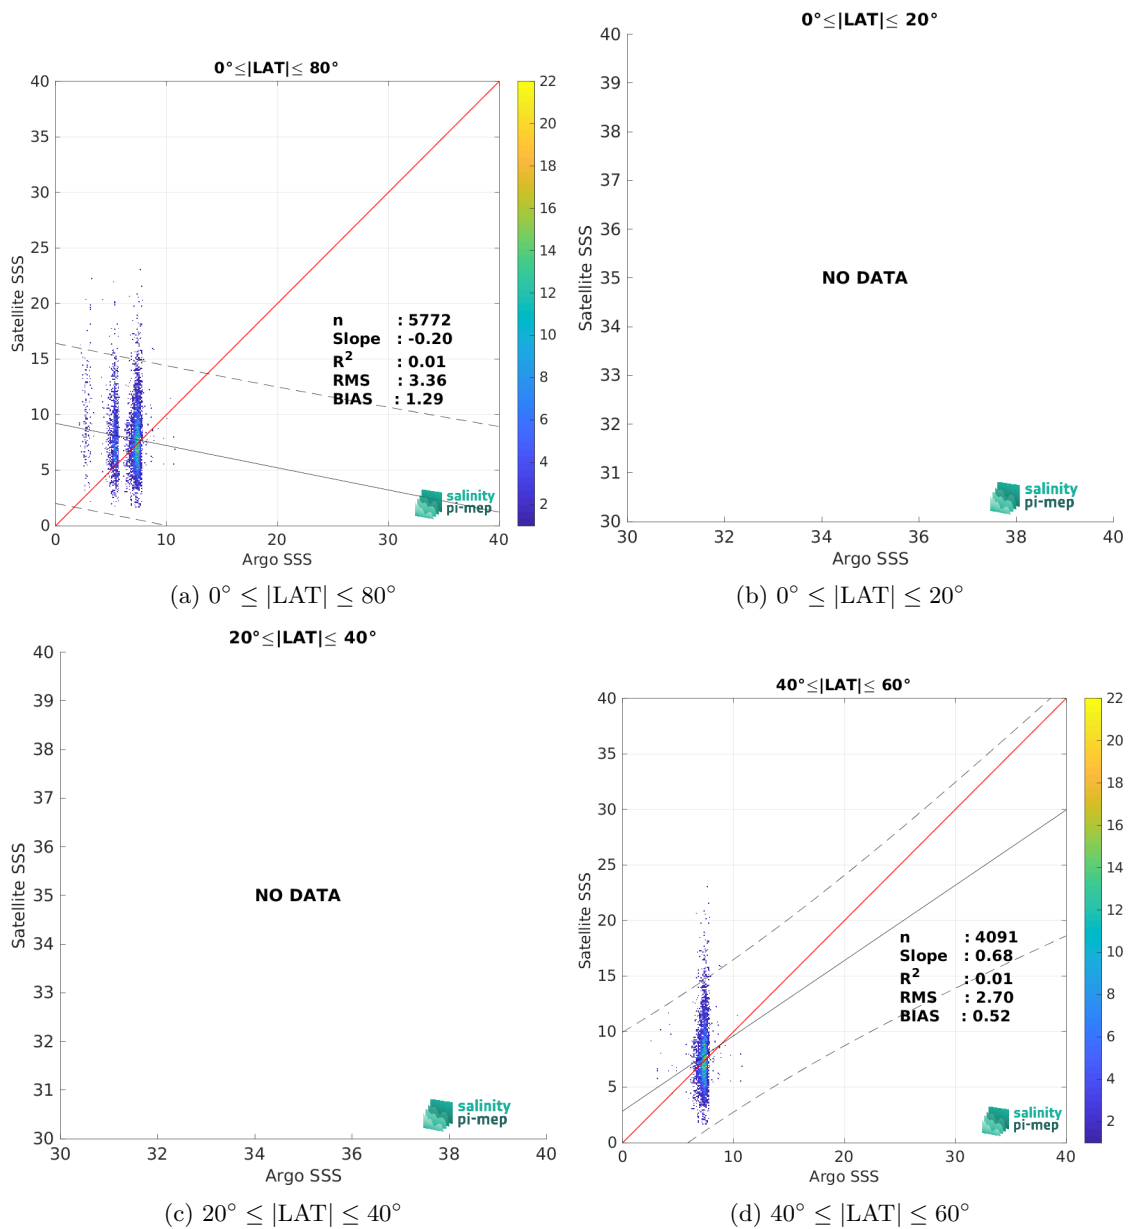 0°≤|LAT|≤ 80°
40
35
30
25
20
15
10
5
0
0
10
20
30
40
Satellite SSS
Argo SSS
n : 5772
Slope : -0.20
R² : 0.01
RMS : 3.36
BIAS : 1.29
salinity
pi-mep
22
20
18
16
14
12
10
8
6
4
2
(a) 0° ≤ |LAT| ≤ 80°
0°≤|LAT|≤ 20°
40
39
38
37
36
35
34
33
32
31
30
30
32
34
36
38
40
Satellite SSS
Argo SSS
NO DATA
salinity
pi-mep
(b) 0° ≤ |LAT| ≤ 20°
20°≤|LAT|≤ 40°
40
39
38
37
36
35
34
33
32
31
30
30
32
34
36
38
40
Satellite SSS
Argo SSS
NO DATA
salinity
pi-mep
(c) 20° ≤ |LAT| ≤ 40°
40°≤|LAT|≤ 60°
40
35
30
25
20
15
10
5
0
0
10
20
30
40
Satellite SSS
Argo SSS
n : 4091
Slope : 0.68
R² : 0.01
RMS : 2.70
BIAS : 0.52
salinity
pi-mep
22
20
18
16
14
12
10
8
6
4
2
(d) 40° ≤ |LAT| ≤ 60°